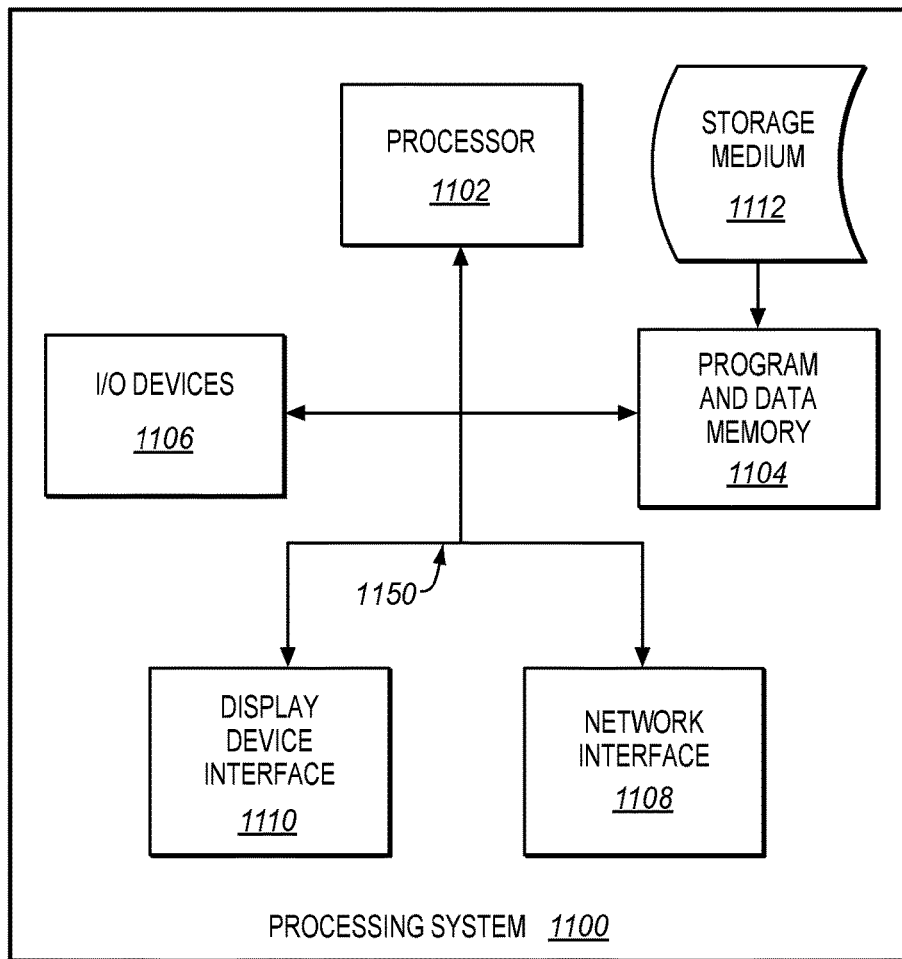 PROCESSOR
1102
STORAGE
MEDIUM
1112
I/O DEVICES
1106
PROGRAM
AND DATA
MEMORY
1104
1150
DISPLAY
DEVICE
INTERFACE
1110
NETWORK
INTERFACE
1108
PROCESSING SYSTEM 1100